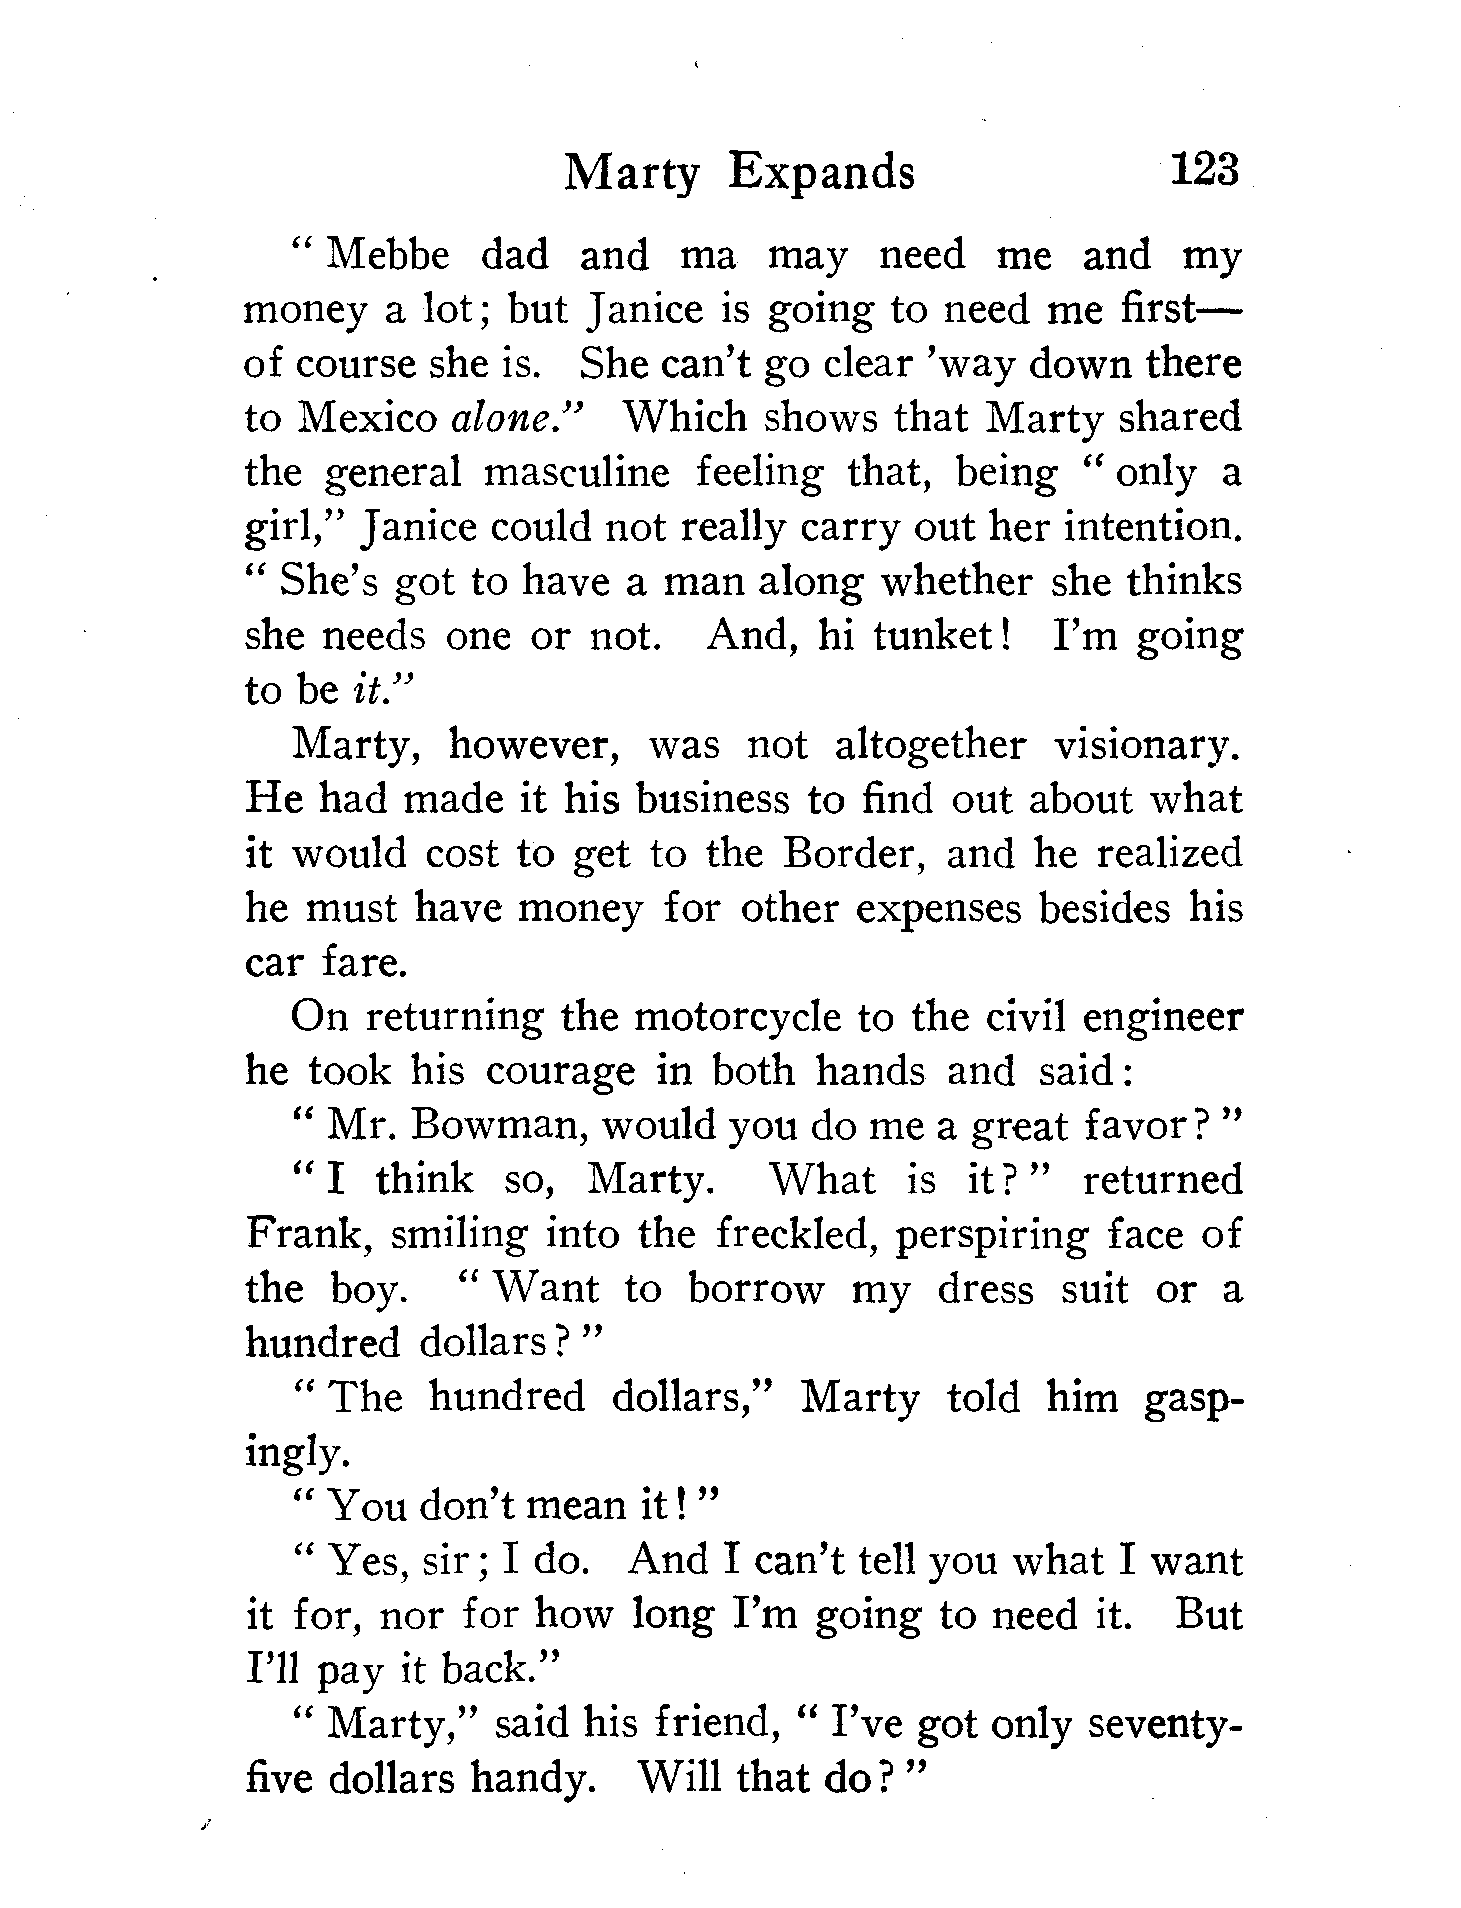 Marty Expands 123
“ Mebbe dad and ma may need me and my
money a lot; but Janice is going to need me first—
of course she is. She can’t go clear ’way down there
to Mexico alone.” Which shows that Marty shared
the general masculine feeling that, being “ only a
girl,” Janice could not really carry out her intention.
“ She’s got to have a man along whether she thinks
she needs one or not. And, hi tunket! I’m going
to be it.”
Marty, however, was not altogether visionary.
He had made it his business to find out about what
it would cost to get to the Border, and he realized
he must have money for other expenses besides his
car fare.
On returning the motorcycle to the civil engineer
he took his courage in both hands and said:
“ Mr. Bowman, would you do me a great favor? ”
“ I think so, Marty. What is it? ” returned
Frank, smiling into the freckled, perspiring face of
the boy. “ Want to borrow my dress suit or a
hundred dollars? ”
“ The hundred dollars,” Marty told him gasp-
ingly.
“ You don’t mean it! ”
“ Yes, sir; I do. And I can’t tell you what I want
it for, nor for how long I’m going to need it. But
I’ll pay it back.”
“ Marty,” said his friend, “ I’ve got only seventy-
five dollars handy. Will that do? ”